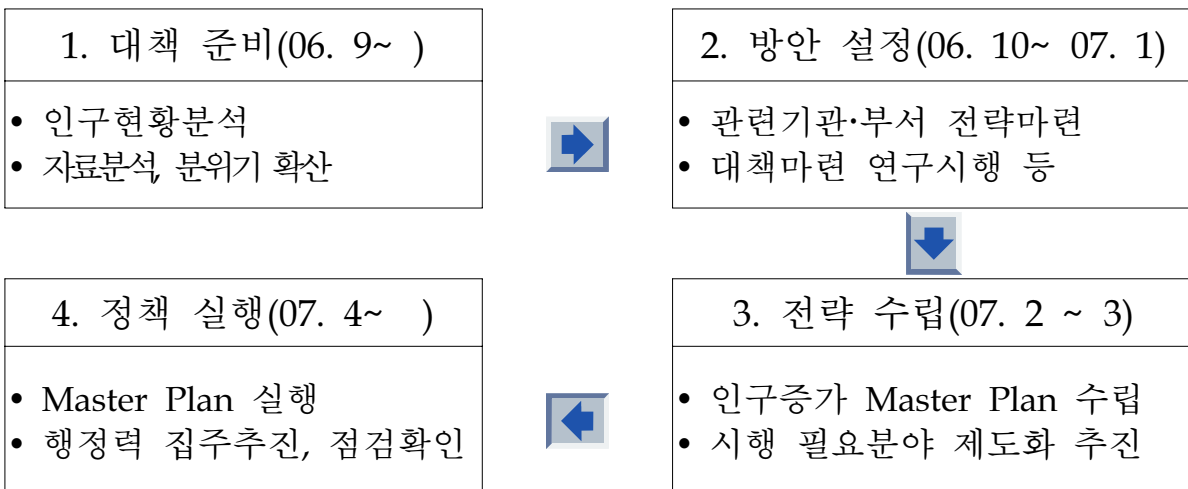 1. 대책 준비(06. 9~ )
• 인구현황분석
• 자료분석, 분위기 확산
2. 방안 설정(06. 10~ 07. 1)
• 관련기관·부서 전략마련
• 대책마련 연구시행 등
3. 전략 수립(07. 2 ~ 3)
• 인구증가 Master Plan 수립
• 시행 필요분야 제도화 추진
4. 정책 실행(07. 4~ )
• Master Plan 실행
• 행정력 집주추진, 점검확인